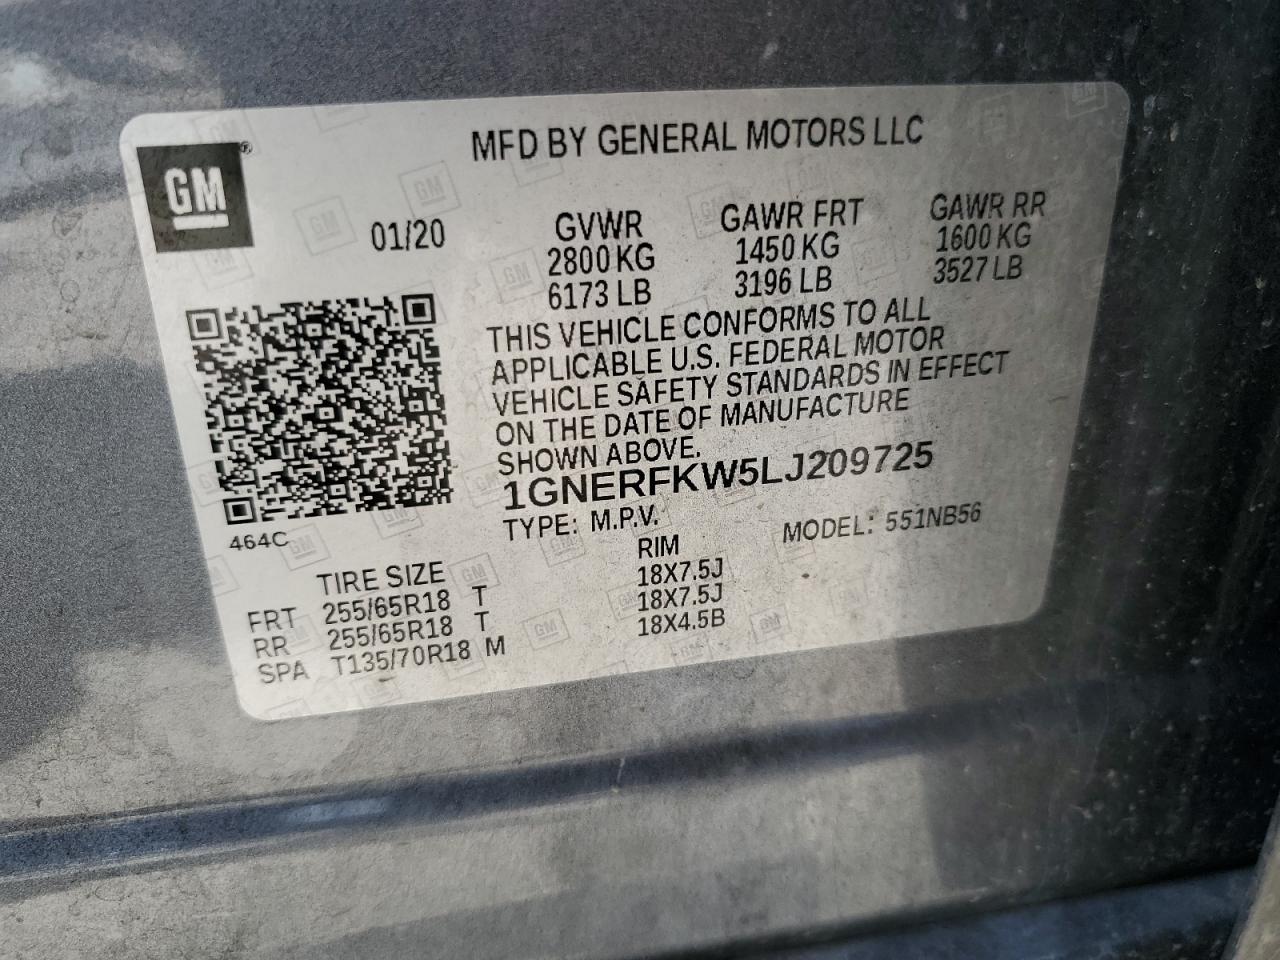 GM ®
MFD BY GENERAL MOTORS LLC
01/20
GVWR GAWR FRT GAWR RR
2800 KG 1450 KG 1600 KG
6173 LB 3196 LB 3527 LB
THIS VEHICLE CONFORMS TO ALL
APPLICABLE U.S. FEDERAL MOTOR
VEHICLE SAFETY STANDARDS IN EFFECT
ON THE DATE OF MANUFACTURE
SHOWN ABOVE.
1GNERFKW5LJ209725
TYPE: M.P.V. MODEL: 551NB56
464C
TIRE SIZE RIM
FRT 255/65R18 T 18X7.5J
RR 255/65R18 T 18X7.5J
SPA T135/70R18 M 18X4.5B